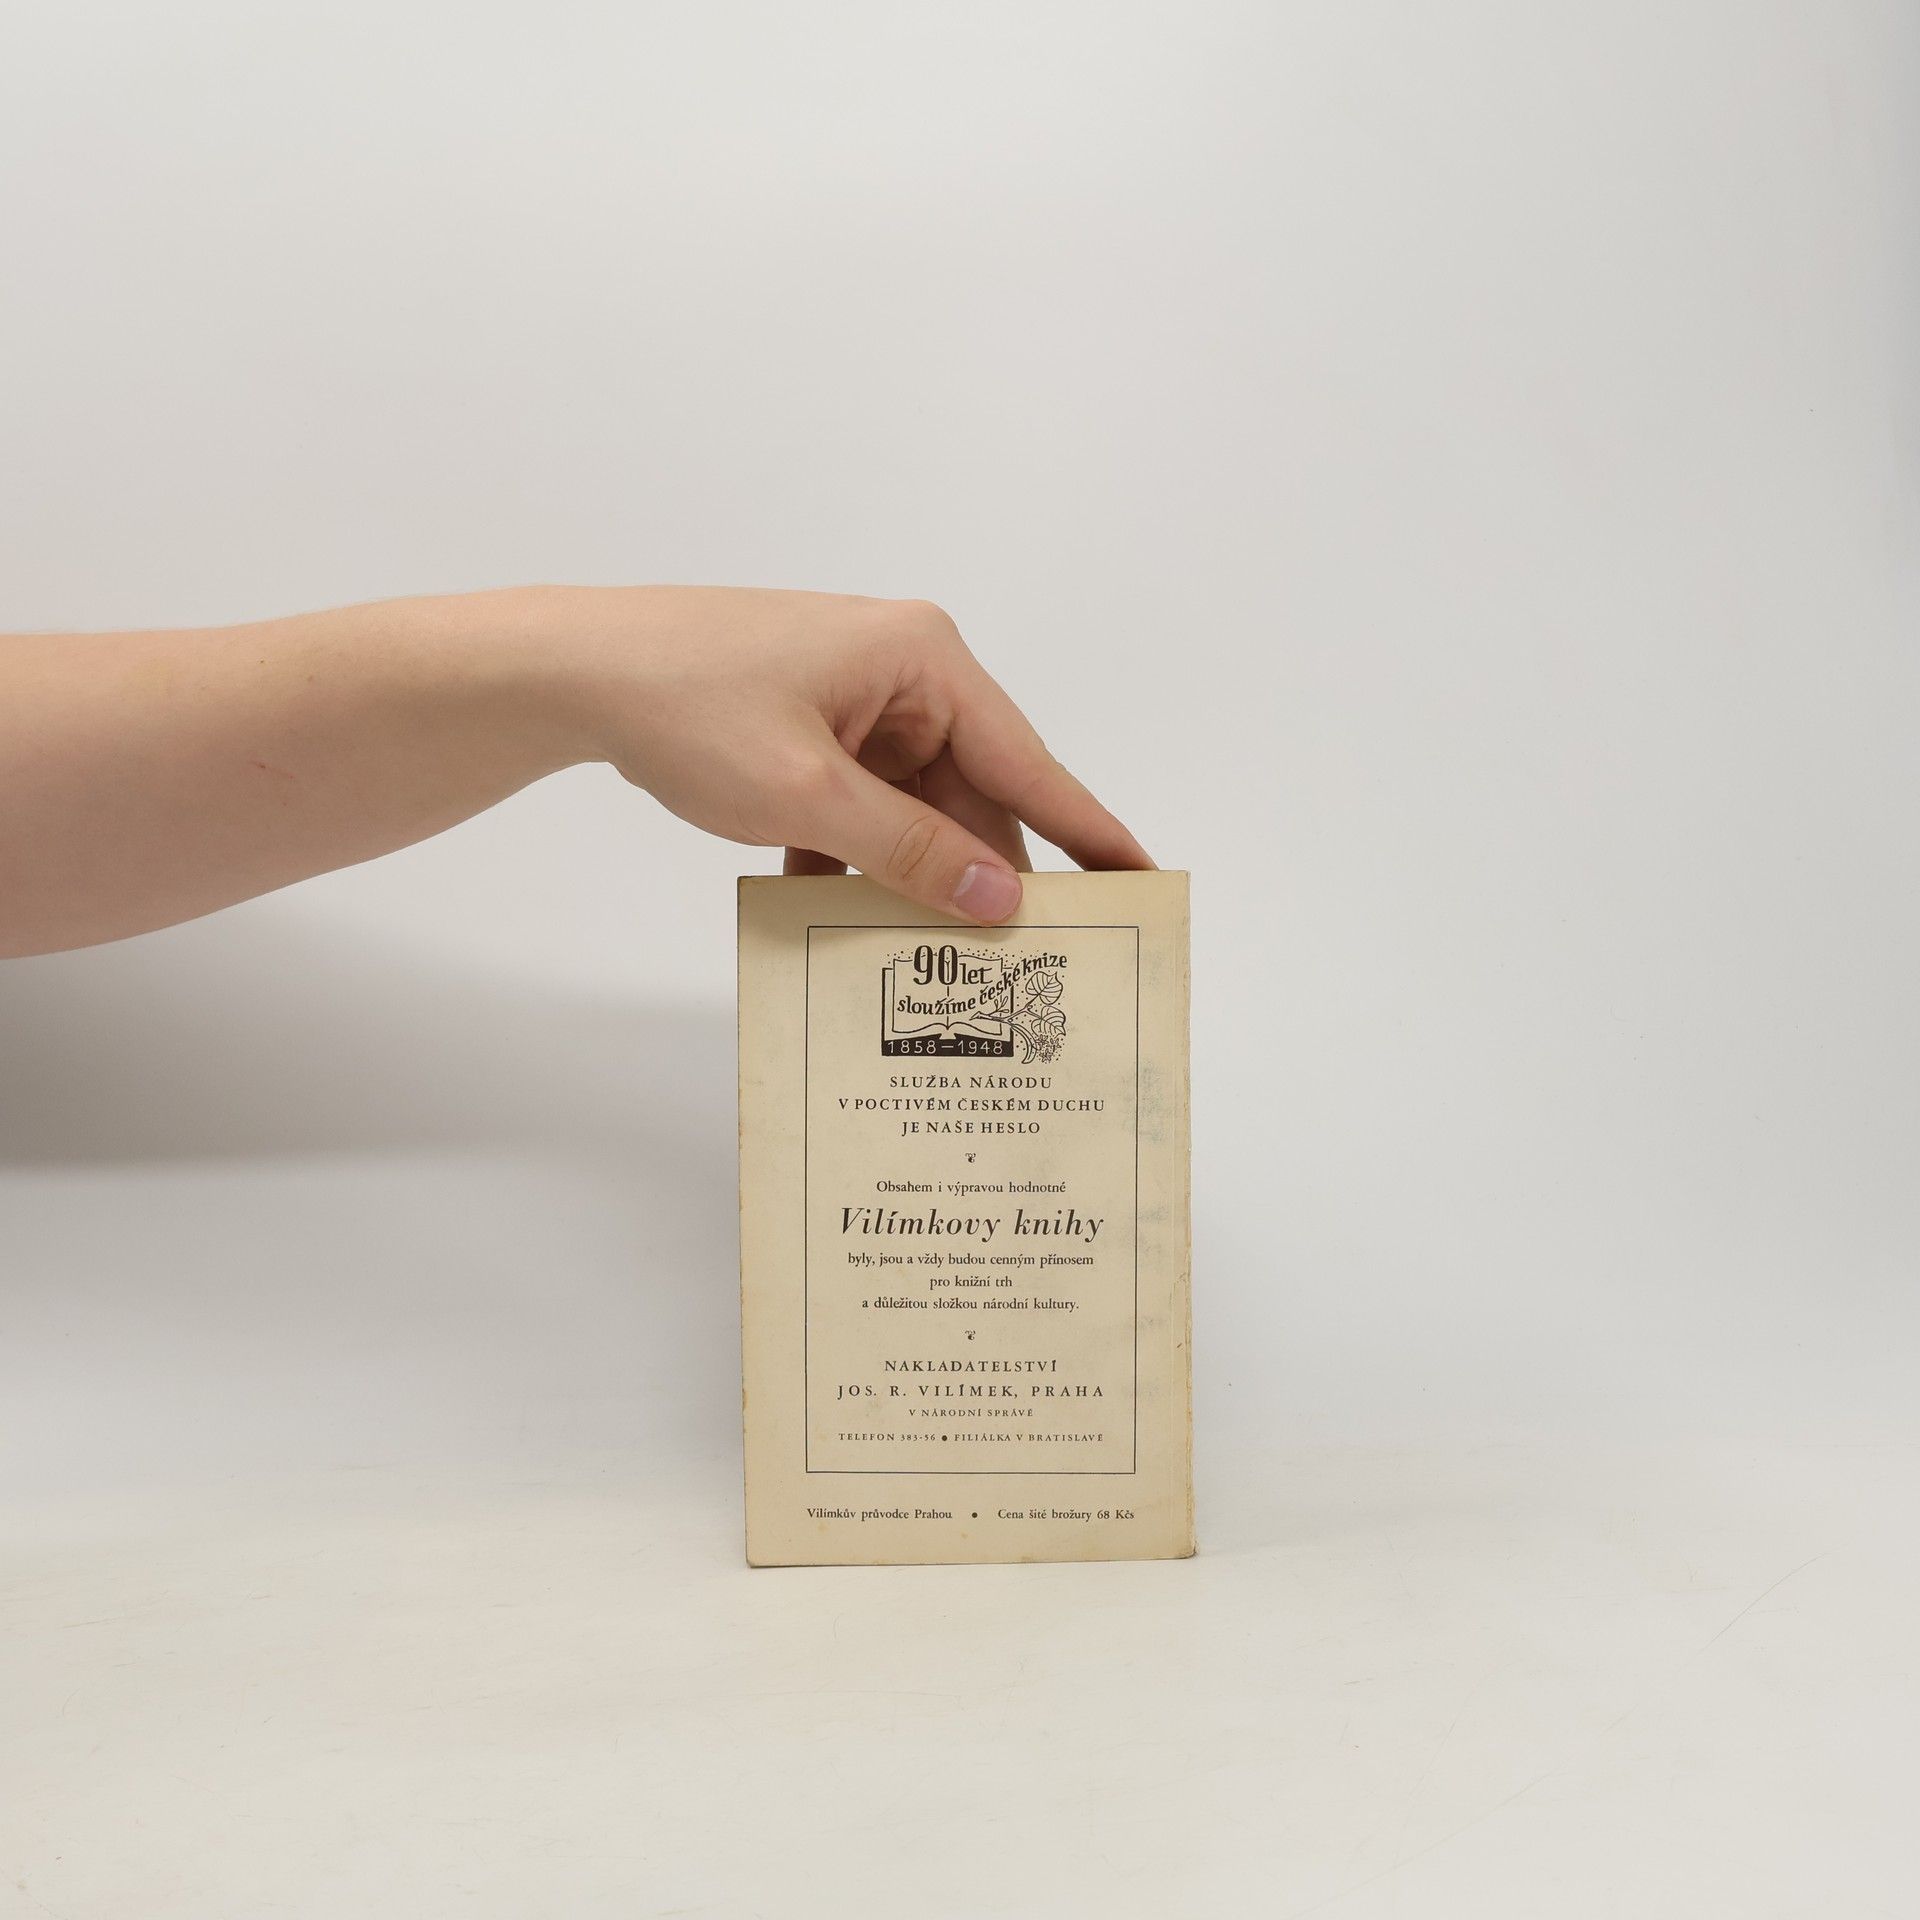 90 let
sloužíme české knize
1858–1948
SLUŽBA NÁRODU
V POCTIVÉM ČESKÉM DUCHU
JE NAŠE HESLO
Obsahem i výpravou hodnotné
Vilímkovy knihy
byly, jsou a vždy budou cenným přínosem
pro knižní trh
a důležitou složkou národní kultury.
NAKLADATELSTVÍ
JOS. R. VILÍMEK, PRAHA
V NÁRODNÍ SPRÁVĚ
TELEFON 383-56 ● FILIÁLKA V BRATISLAVĚ
Vilímkův průvodce Prahou ● Cena šité brožury 68 Kčs